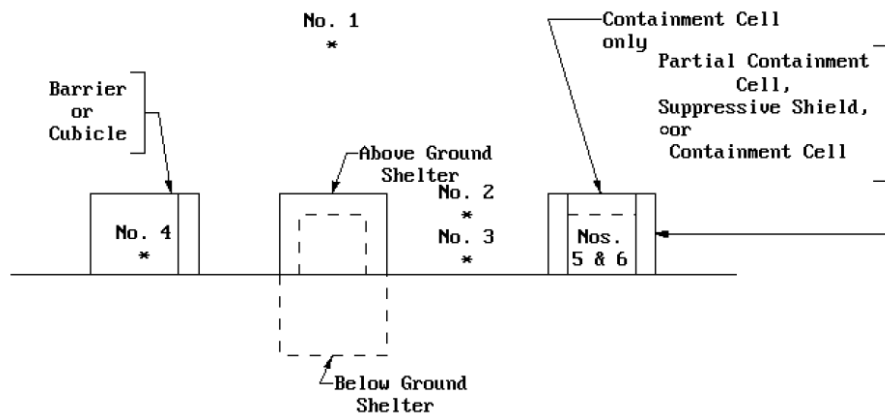 No. 1
*
Containment Cell
only
Partial Containment
Cell,
Suppressive Shield,
or
Containment Cell
Barrier
or
Cubicle
Above Ground
Shelter
No. 2
*
No. 3
*
No. 4
*
Nos.
5 & 6
Below Ground
Shelter